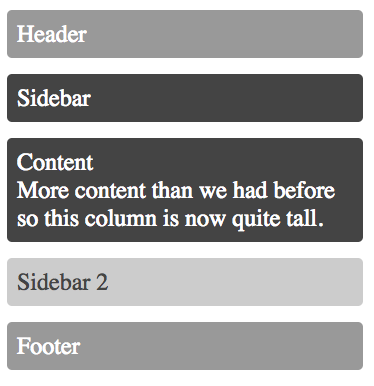 Header
Sidebar
Content
More content than we had before
so this column is now quite tall.
Sidebar 2
Footer